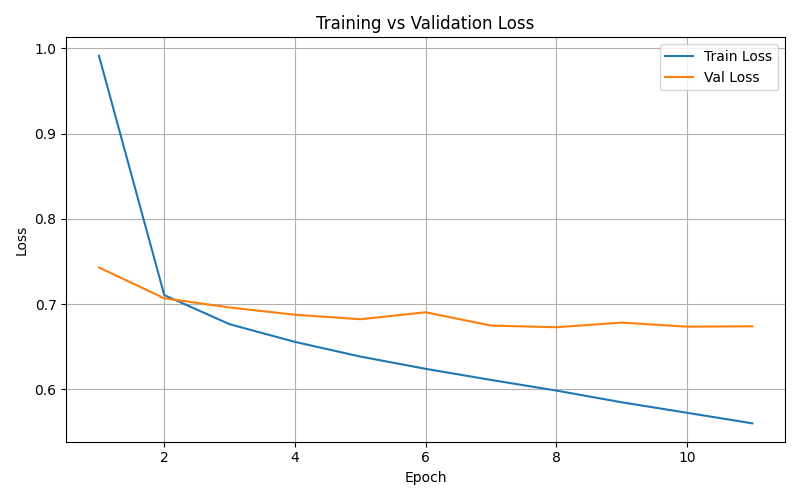 Training vs Validation Loss
Train Loss
Val Loss
1.0
0.9
0.8
0.7
0.6
Loss
2 4 6 8 10
Epoch